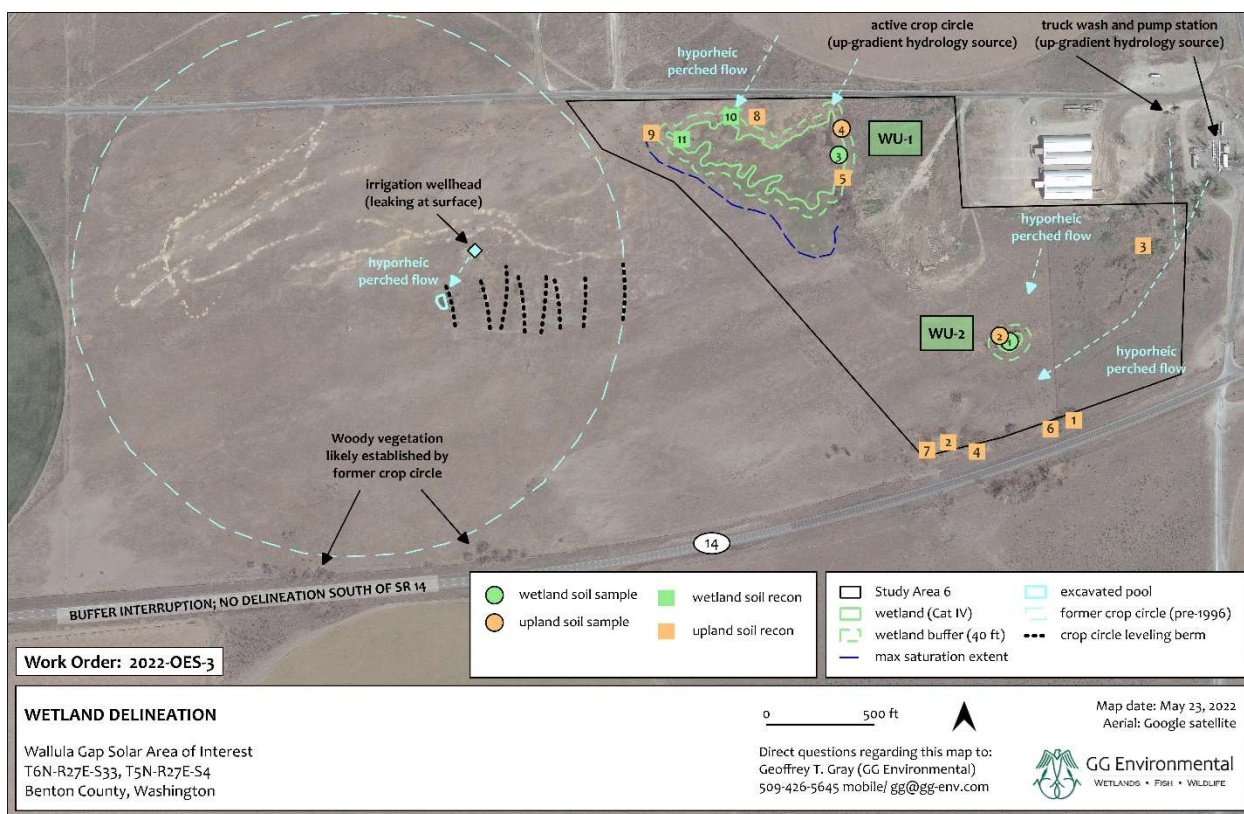 active crop circle
(up-gradient hydrology source)
truck wash and pump station
(up-gradient hydrology source)
hyporheic
perched flow
10
8
4
9
11
WU-1
3
5
irrigation wellhead
(leaking at surface)
hyporheic
perched flow
hyporheic
perched flow
3
WU-2
2
1
hyporheic
perched flow
1
6
2
7
4
Woody vegetation
likely established by
former crop circle
14
BUFFER INTERRUPTION; NO DELINEATION SOUTH OF SR 14
wetland soil sample
wetland soil recon
upland soil sample
upland soil recon
Study Area 6
excavated pool
wetland (Cat IV)
former crop circle (pre-1996)
wetland buffer (40 ft)
crop circle leveling berm
max saturation extent
Work Order: 2022-OES-3
WETLAND DELINEATION
Wallula Gap Solar Area of Interest
T6N-R27E-S33, T5N-R27E-S4
Benton County, Washington
0 500 ft
Direct questions regarding this map to:
Geoffrey T. Gray (GG Environmental)
509-426-5645 mobile/ gg@gg-env.com
Map date: May 23, 2022
Aerial: Google satellite
GG Environmental
WETLANDS • FISH • WILDLIFE